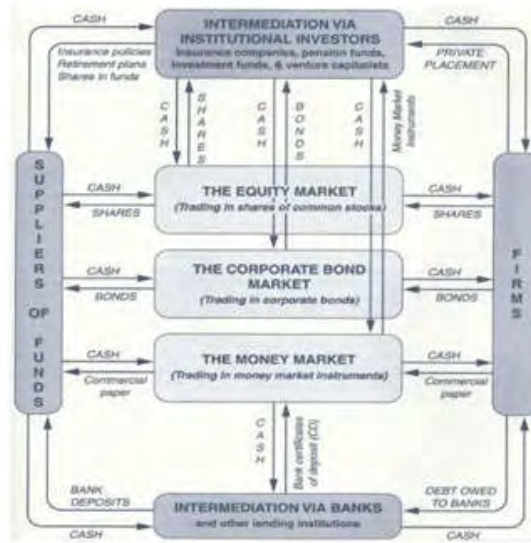 CASH
INTERMEDIATION VIA
INSTITUTIONAL INVESTORS
Insurance companies, pension funds,
investment funds, & venture capitalists
CASH
Insurance policies
Retirement plans
Shares in funds
PRIVATE
PLACEMENT
CASH
SHARES
CASH
BONDS
CASH
Money Market
Instruments
SUPPLIERS OF FUNDS
FIRMS
CASH
SHARES
THE EQUITY MARKET
(Trading in shares of common stocks)
CASH
SHARES
CASH
BONDS
THE CORPORATE BOND
MARKET
(Trading in corporate bonds)
CASH
BONDS
CASH
Commercial
paper
THE MONEY MARKET
(Trading in money market instruments)
CASH
Commercial
paper
CASH
Bank certificates
of deposit (CD)
BANK
DEPOSITS
CASH
INTERMEDIATION VIA BANKS
and other lending institutions
DEBT OWED
TO BANKS
CASH